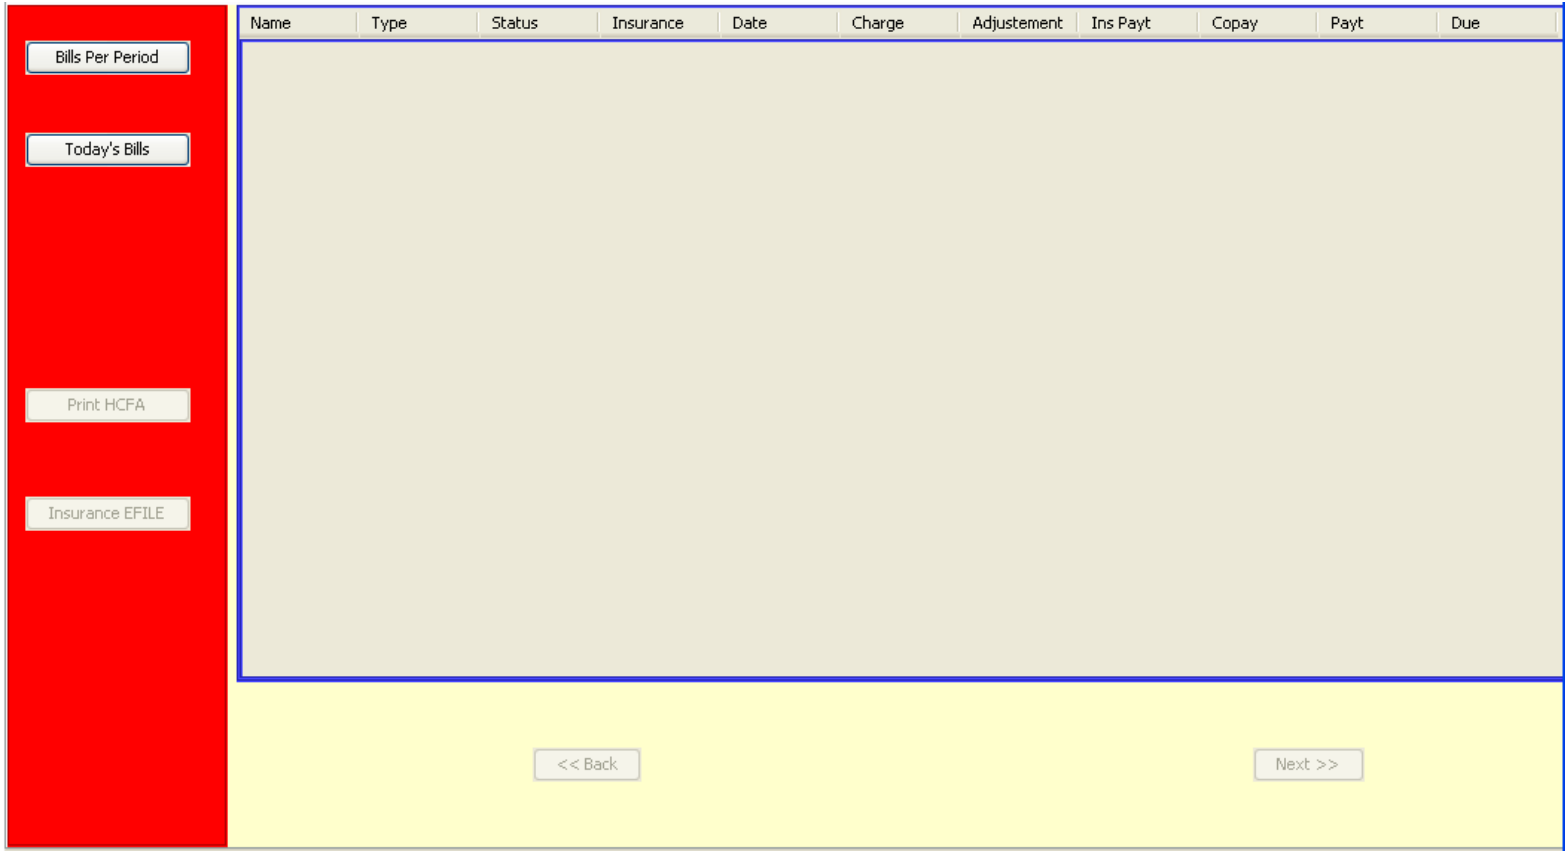 Name Type Status Insurance Date Charge Adjustement Ins Payt Copay Payt Due
Bills Per Period
Today's Bills
Print HCFA
Insurance EFILE
<< Back Next >>